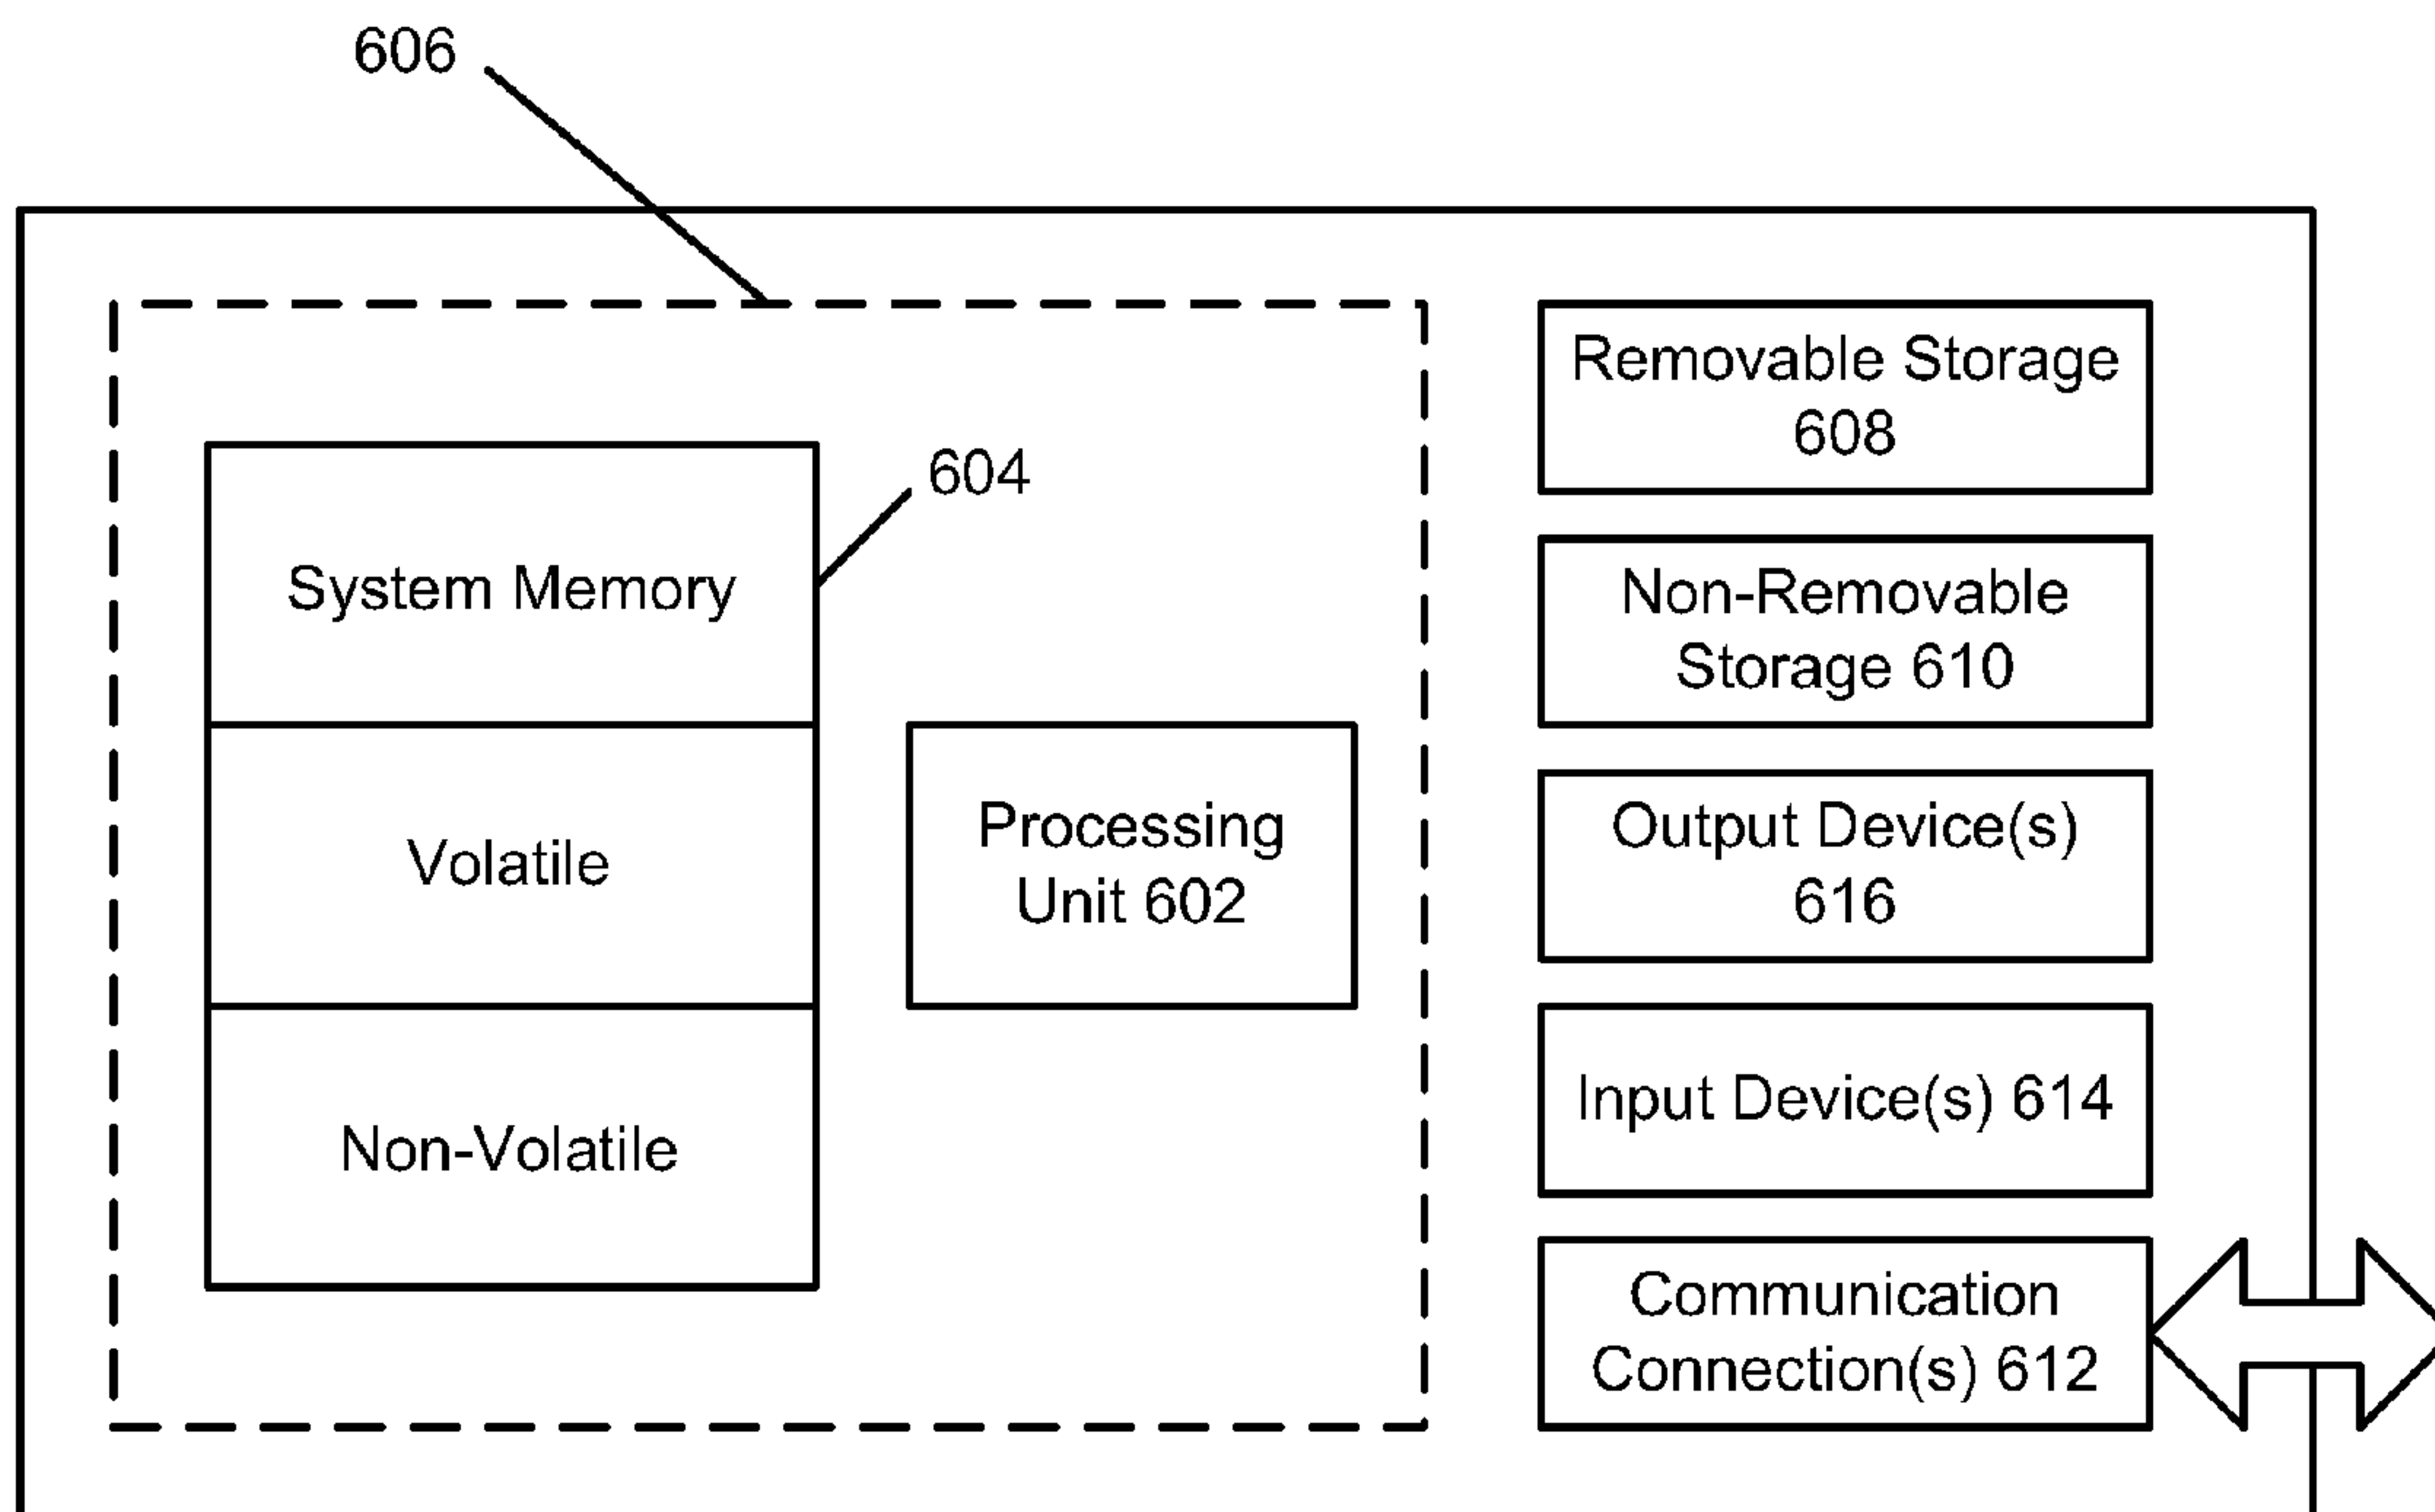 606
604
System Memory
Volatile
Non-Volatile
Processing
Unit 602
Removable Storage
608
Non-Removable
Storage 610
Output Device(s)
616
Input Device(s) 614
Communication
Connection(s) 612